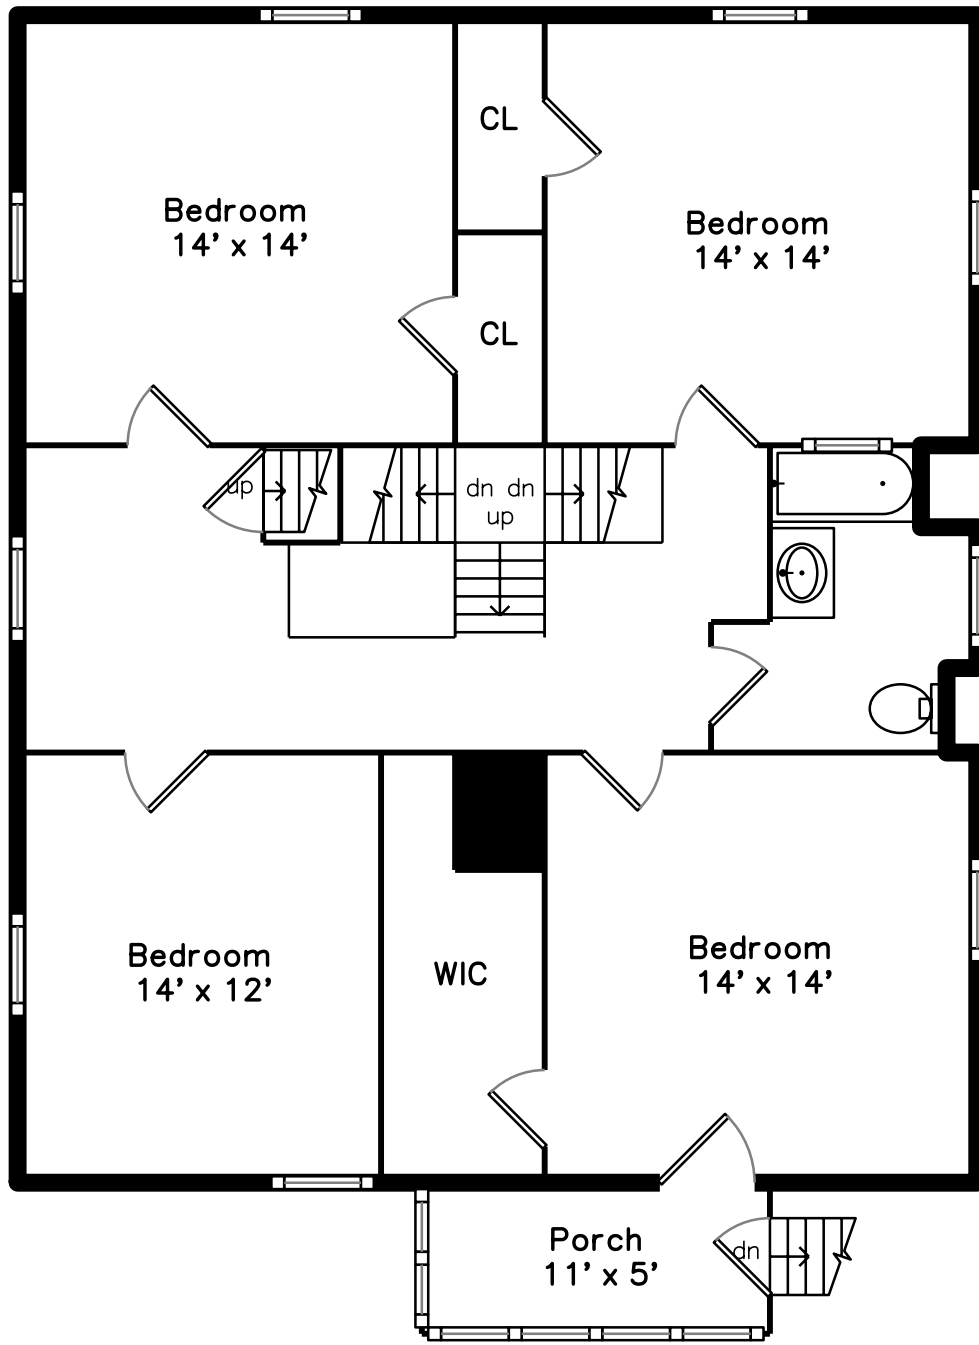 CL
Bedroom
14' x 14'
Bedroom
14' x 14'
CL
up
dn dn
up
Bedroom
14' x 12'
WIC
Bedroom
14' x 14'
Porch
11' x 5'
dn